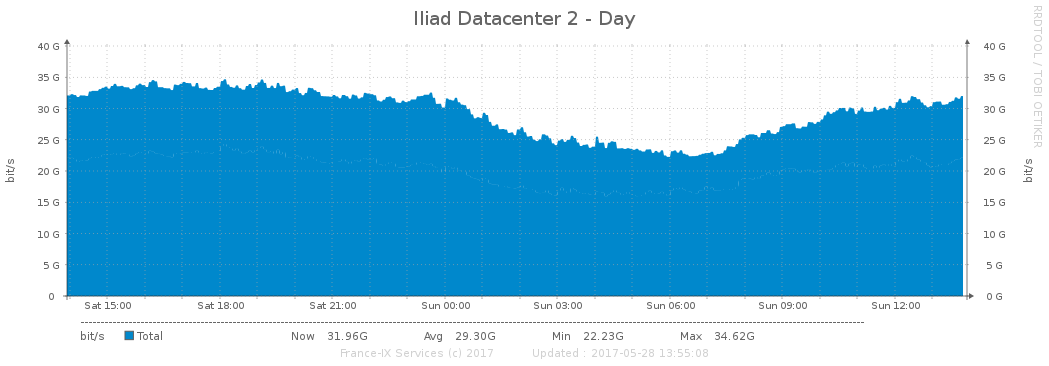 Iliad Datacenter 2 - Day
RRDTOOL / TOBI OETIKER
40 G 40 G
35 G 35 G
30 G 30 G
25 G 25 G
20 G 20 G
15 G 15 G
10 G 10 G
5 G 5 G
0 0 G
bit/s bit/s
Sat 15:00 Sat 18:00 Sat 21:00 Sun 00:00 Sun 03:00 Sun 06:00 Sun 09:00 Sun 12:00
bit/s Total Now 31.96G Avg 29.30G Min 22.23G Max 34.62G
France-IX Services (c) 2017 Updated : 2017-05-28 13:55:08